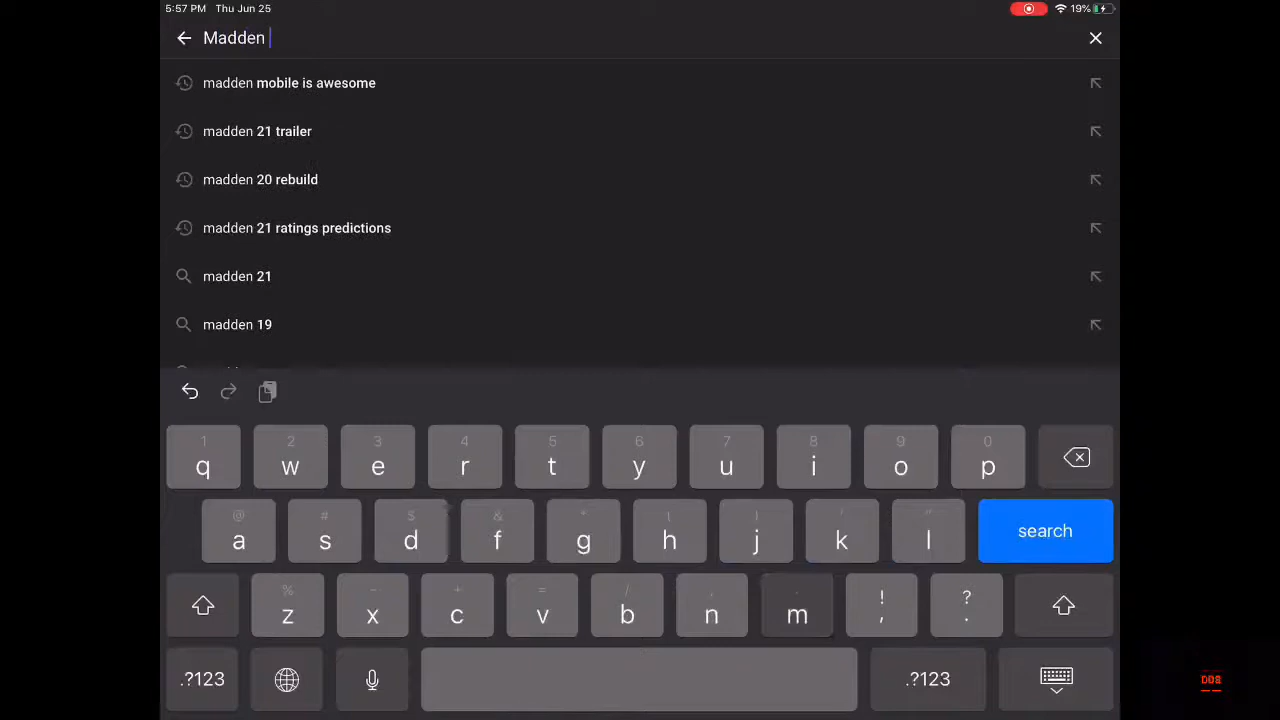 5:57 PM Thu Jun 25
19%
Madden
madden mobile is awesome
madden 21 trailer
madden 20 rebuild
madden 21 ratings predictions
madden 21
madden 19
1 2 3 4 5 6 7 8 9 0
q w e r t y u i o p
@ # $ & * ( ) ' "
a s d f g h j k l search
% - + = / ! ?
z x c v b n m , .
.?123 .?123